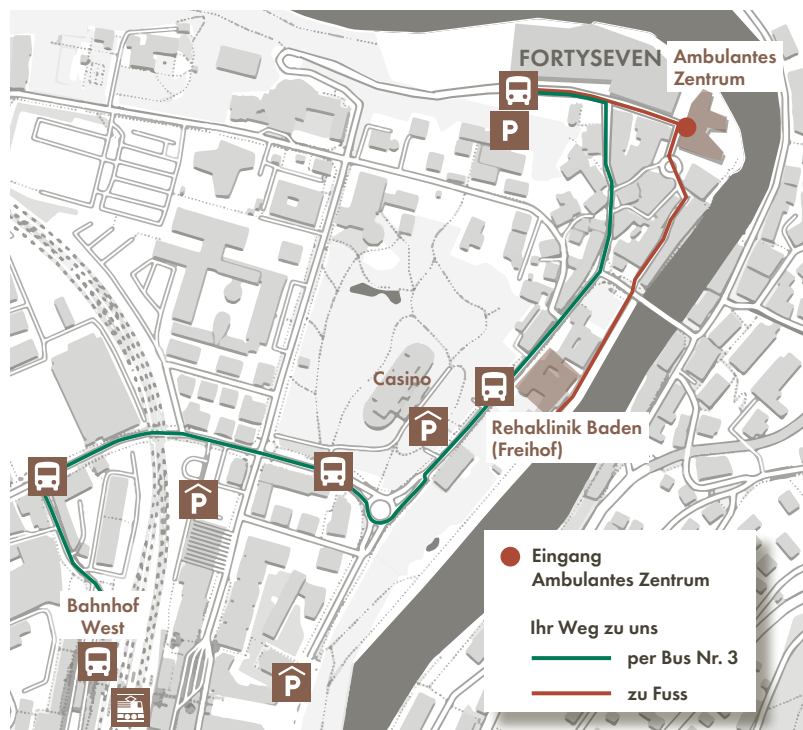 FORTYSEVEN
Ambulantes
Zentrum
P
Casino
P
Rehaklinik Baden
(Freihof)
P
Bahnhof
West
P
Eingang
Ambulantes Zentrum
Ihr Weg zu uns
per Bus Nr. 3
zu Fuss